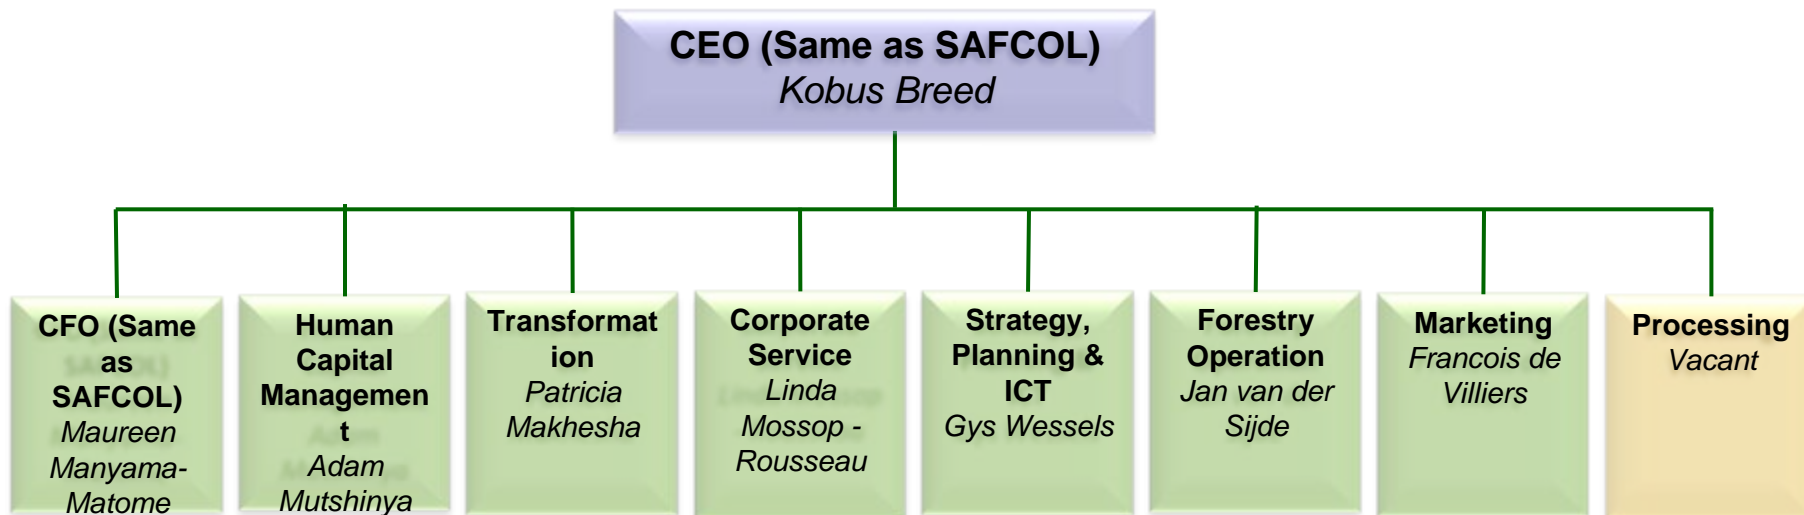 CEO (Same as SAFCOL)
Kobus Breed
CFO (Same
as
SAFCOL)
Maureen
Manyama-
Matome
Human
Capital
Managemen
t
Adam
Mutshinya
Transformat
ion
Patricia
Makhesha
Corporate
Service
Linda
Mossop -
Rousseau
Strategy,
Planning &
ICT
Gys Wessels
Forestry
Operation
Jan van der
Sijde
Marketing
Francois de
Villiers
Processing
Vacant